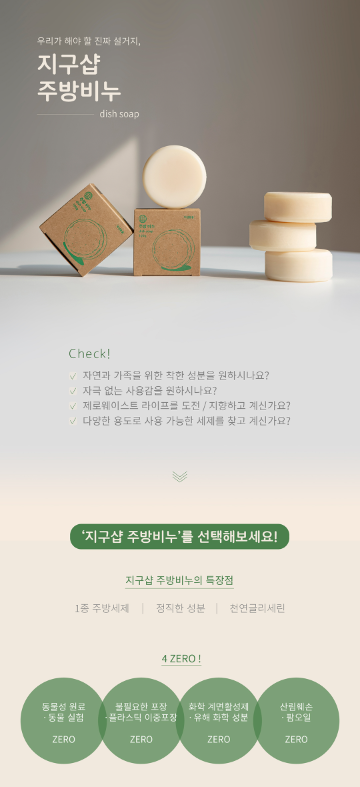 우리가 해야 할 진짜 설거지,
지구샵
주방비누
dish soap
Check!
✓ 자연과 가족을 위한 착한 성분을 원하시나요?
✓ 자극 없는 사용감을 원하시나요?
✓ 제로웨이스트 라이프를 도전 / 지향하고 계신가요?
✓ 다양한 용도로 사용 가능한 세제를 찾고 계신가요?
'지구샵 주방비누'를 선택해보세요!
지구샵 주방비누의 특장점
1종 주방세제 | 정직한 성분 | 천연글리세린
4 ZERO !
동물성 원료
· 동물 실험
ZERO
불필요한 포장
·플라스틱 이중포장
ZERO
화학 계면활성제
· 유해 화학 성분
ZERO
산림훼손
· 팜오일
ZERO